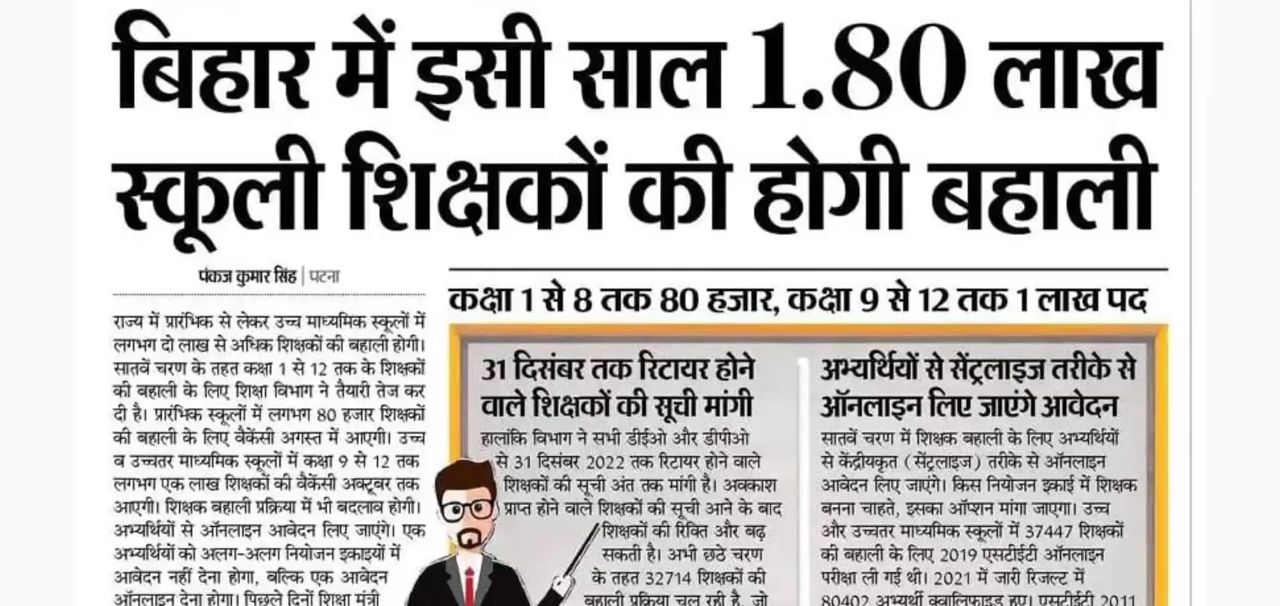 बिहार में इसी साल 1.80 लाख
स्कूली शिक्षकों की होगी बहाली
पंकज कुमार सिंह | पटना
राज्य में प्रारंभिक से लेकर उच्च माध्यमिक स्कूलों में
लगभग दो लाख से अधिक शिक्षकों की बहाली होगी।
सातवें चरण के तहत कक्षा 1 से 12 तक के शिक्षकों
की बहाली के लिए शिक्षा विभाग ने तैयारी तेज कर
दी है। प्रारंभिक स्कूलों में लगभग 80 हजार शिक्षकों
की बहाली के लिए वैकेंसी अगस्त में आएगी। उच्च
व उच्चतर माध्यमिक स्कूलों में कक्षा 9 से 12 तक
लगभग एक लाख शिक्षकों की वैकेंसी अक्टूबर तक
आएगी। शिक्षक बहाली प्रक्रिया में भी बदलाव होगी।
अभ्यर्थियों से ऑनलाइन आवेदन लिए जाएंगे। एक
अभ्यर्थियों को अलग-अलग नियोजन इकाइयों में
आवेदन नहीं देना होगा, बल्कि एक आवेदन
ऑनलाइन देना होगा। पिछले दिनों शिक्षा मंत्री
कक्षा 1 से 8 तक 80 हजार, कक्षा 9 से 12 तक 1 लाख पद
31 दिसंबर तक रिटायर होने
वाले शिक्षकों की सूची मांगी
हालांकि विभाग ने सभी डीईओ और डीपीओ
से 31 दिसंबर 2022 तक रिटायर होने वाले
शिक्षकों की सूची अंत तक मांगी है। अवकाश
प्राप्त होने वाले शिक्षकों की सूची आने के बाद
शिक्षकों की रिक्ति और बढ़
सकती है। अभी छठे चरण
के तहत 32714 शिक्षकों की
बहाली प्रक्रिया चल रही है, जो
अभ्यर्थियों से सेंट्रलाइज तरीके से
ऑनलाइन लिए जाएंगे आवेदन
सातवें चरण में शिक्षक बहाली के लिए अभ्यर्थियों
से केंद्रीयकृत (सेंट्रलाइज) तरीके से ऑनलाइन
आवेदन लिए जाएंगे। किस नियोजन इकाई में शिक्षक
बनना चाहते, इसका ऑप्शन मांगा जाएगा। उच्च
और उच्चतर माध्यमिक स्कूलों में 37447 शिक्षकों
की बहाली के लिए 2019 एसटीईटी ऑनलाइन
परीक्षा ली गई थी। 2021 में जारी रिजल्ट में
80402 अभ्यर्थी क्वालिफाइड हुए। एसटीईटी 2011